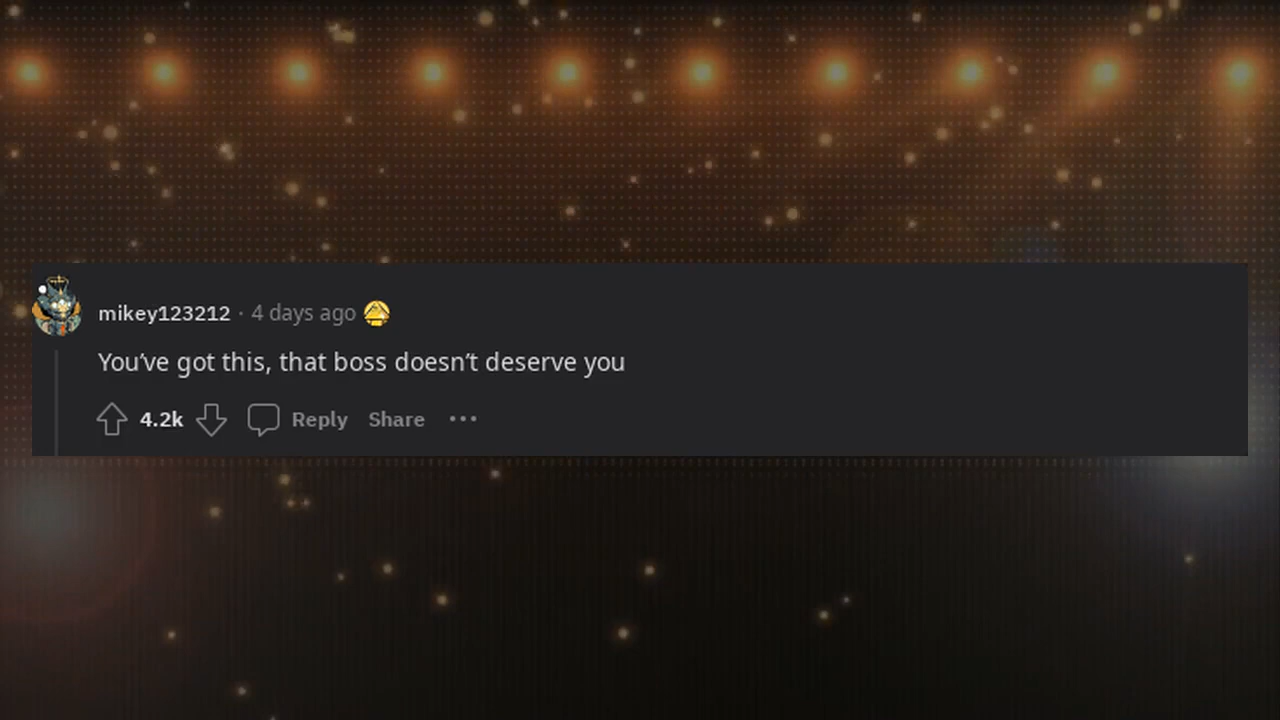 mikey123212 · 4 days ago
You’ve got this, that boss doesn’t deserve you
4.2k Reply Share ···